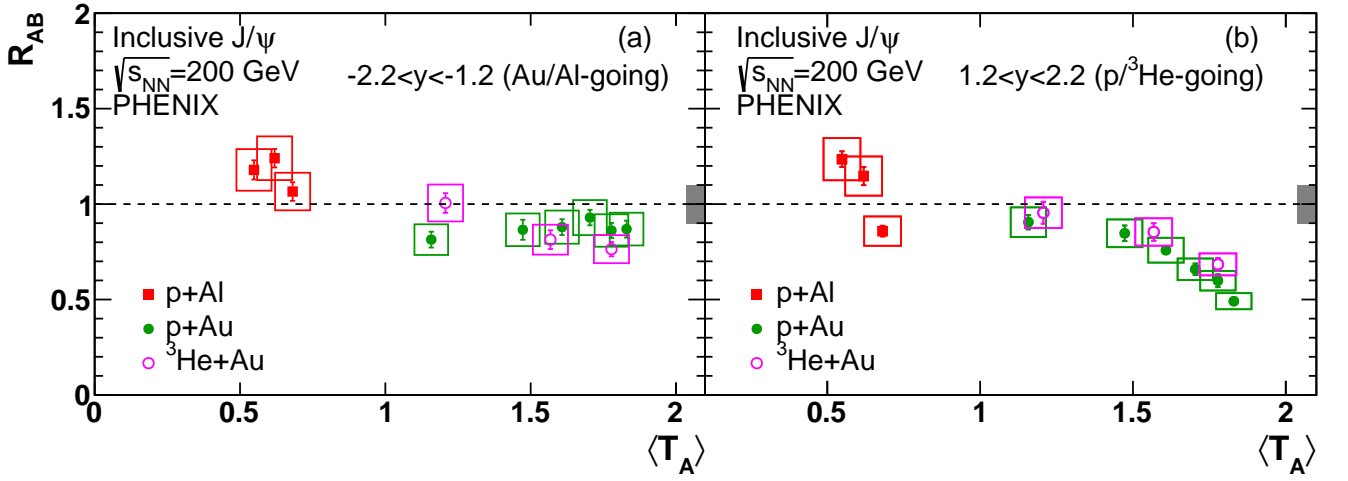 R_AB
2
1.5
1
0.5
0
Inclusive J/ψ (a)
√s_NN=200 GeV -2.2<y<-1.2 (Au/Al-going)
PHENIX
p+Al
p+Au
³He+Au
0 0.5 1 1.5 2
⟨T_A⟩
Inclusive J/ψ (b)
√s_NN=200 GeV 1.2<y<2.2 (p/³He-going)
PHENIX
p+Al
p+Au
³He+Au
0.5 1 1.5 2
⟨T_A⟩